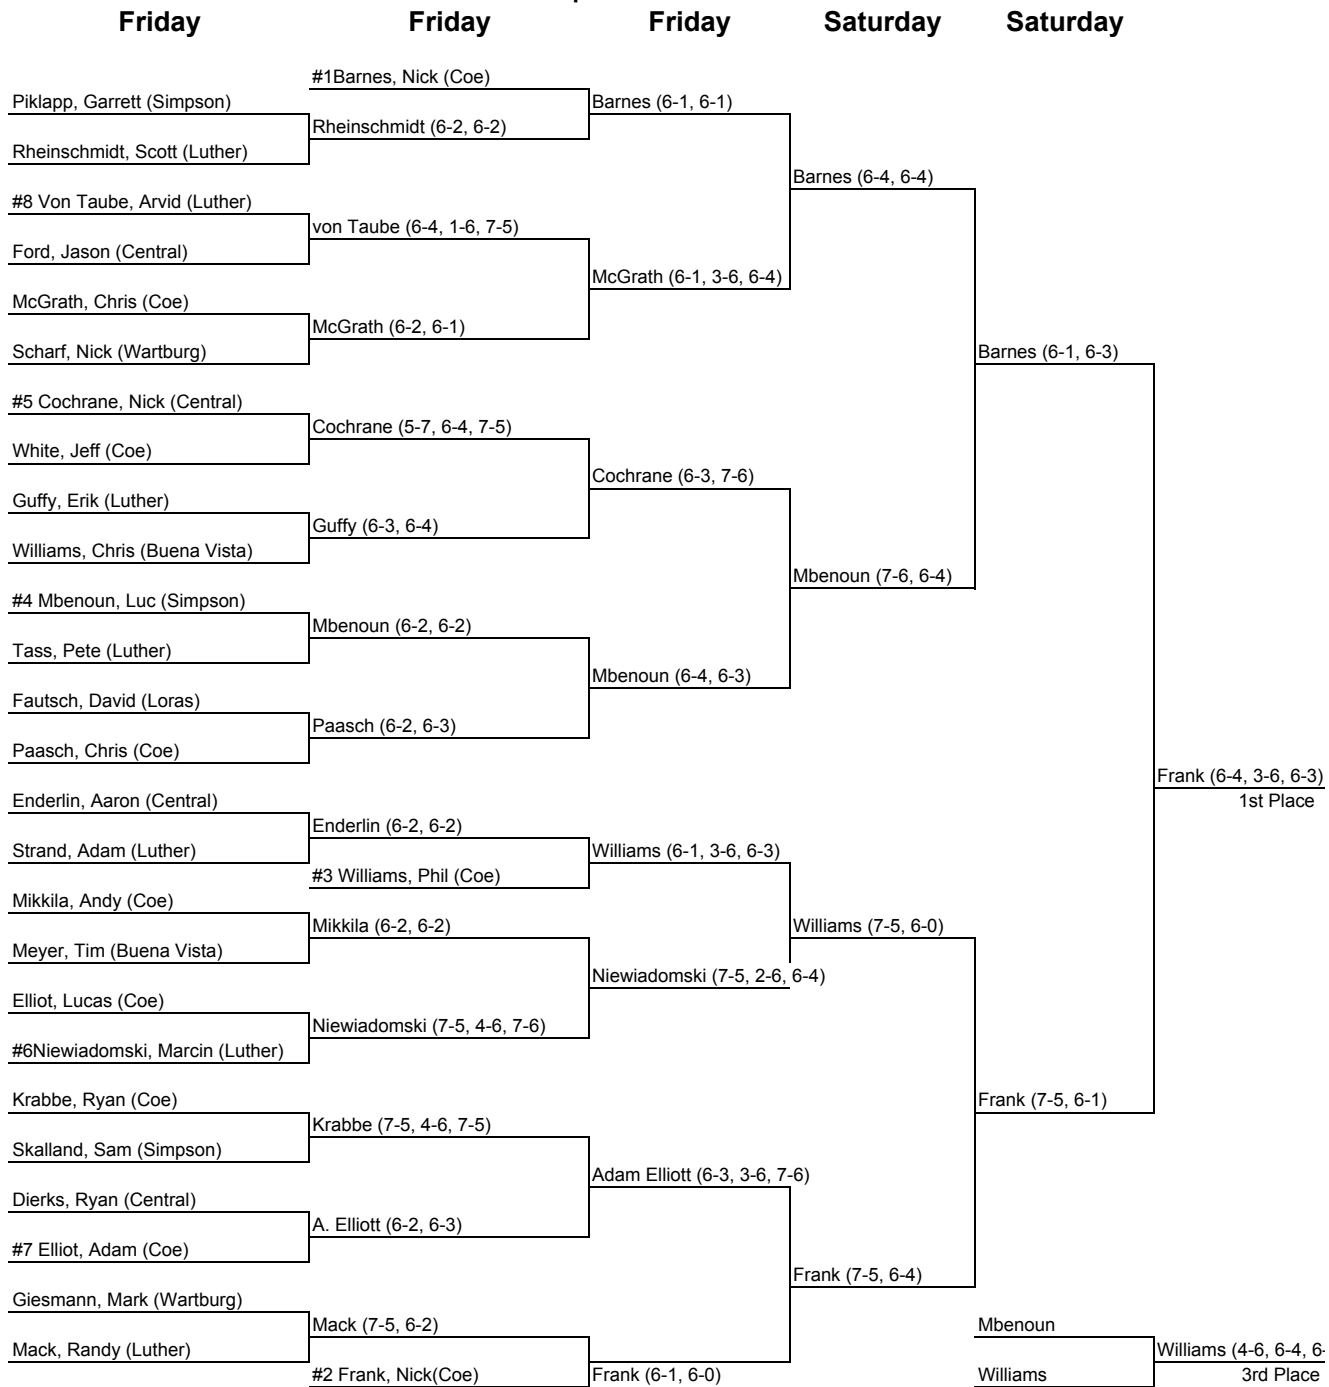 Friday Friday Friday Saturday Saturday
#1Barnes, Nick (Coe)
Piklapp, Garrett (Simpson)
Barnes (6-1, 6-1)
Rheinschmidt (6-2, 6-2)
Rheinschmidt, Scott (Luther)
Barnes (6-4, 6-4)
#8 Von Taube, Arvid (Luther)
von Taube (6-4, 1-6, 7-5)
Ford, Jason (Central)
McGrath (6-1, 3-6, 6-4)
McGrath, Chris (Coe)
McGrath (6-2, 6-1)
Scharf, Nick (Wartburg)
Barnes (6-1, 6-3)
#5 Cochrane, Nick (Central)
Cochrane (5-7, 6-4, 7-5)
White, Jeff (Coe)
Cochrane (6-3, 7-6)
Guffy, Erik (Luther)
Guffy (6-3, 6-4)
Williams, Chris (Buena Vista)
Mbenoun (7-6, 6-4)
#4 Mbenoun, Luc (Simpson)
Mbenoun (6-2, 6-2)
Tass, Pete (Luther)
Mbenoun (6-4, 6-3)
Fautsch, David (Loras)
Paasch (6-2, 6-3)
Paasch, Chris (Coe)
Frank (6-4, 3-6, 6-3)
1st Place
Enderlin, Aaron (Central)
Enderlin (6-2, 6-2)
Strand, Adam (Luther)
Williams (6-1, 3-6, 6-3)
#3 Williams, Phil (Coe)
Mikkila, Andy (Coe)
Mikkila (6-2, 6-2)
Williams (7-5, 6-0)
Meyer, Tim (Buena Vista)
Niewiadomski (7-5, 2-6, 6-4)
Elliot, Lucas (Coe)
Niewiadomski (7-5, 4-6, 7-6)
#6Niewiadomski, Marcin (Luther)
Krabbe, Ryan (Coe)
Frank (7-5, 6-1)
Krabbe (7-5, 4-6, 7-5)
Skalland, Sam (Simpson)
Adam Elliott (6-3, 3-6, 7-6)
Dierks, Ryan (Central)
A. Elliott (6-2, 6-3)
#7 Elliot, Adam (Coe)
Frank (7-5, 6-4)
Giesmann, Mark (Wartburg)
Mack (7-5, 6-2)
Mbenoun
Mack, Randy (Luther)
Williams (4-6, 6-4, 6-
#2 Frank, Nick(Coe)
Frank (6-1, 6-0)
Williams
3rd Place